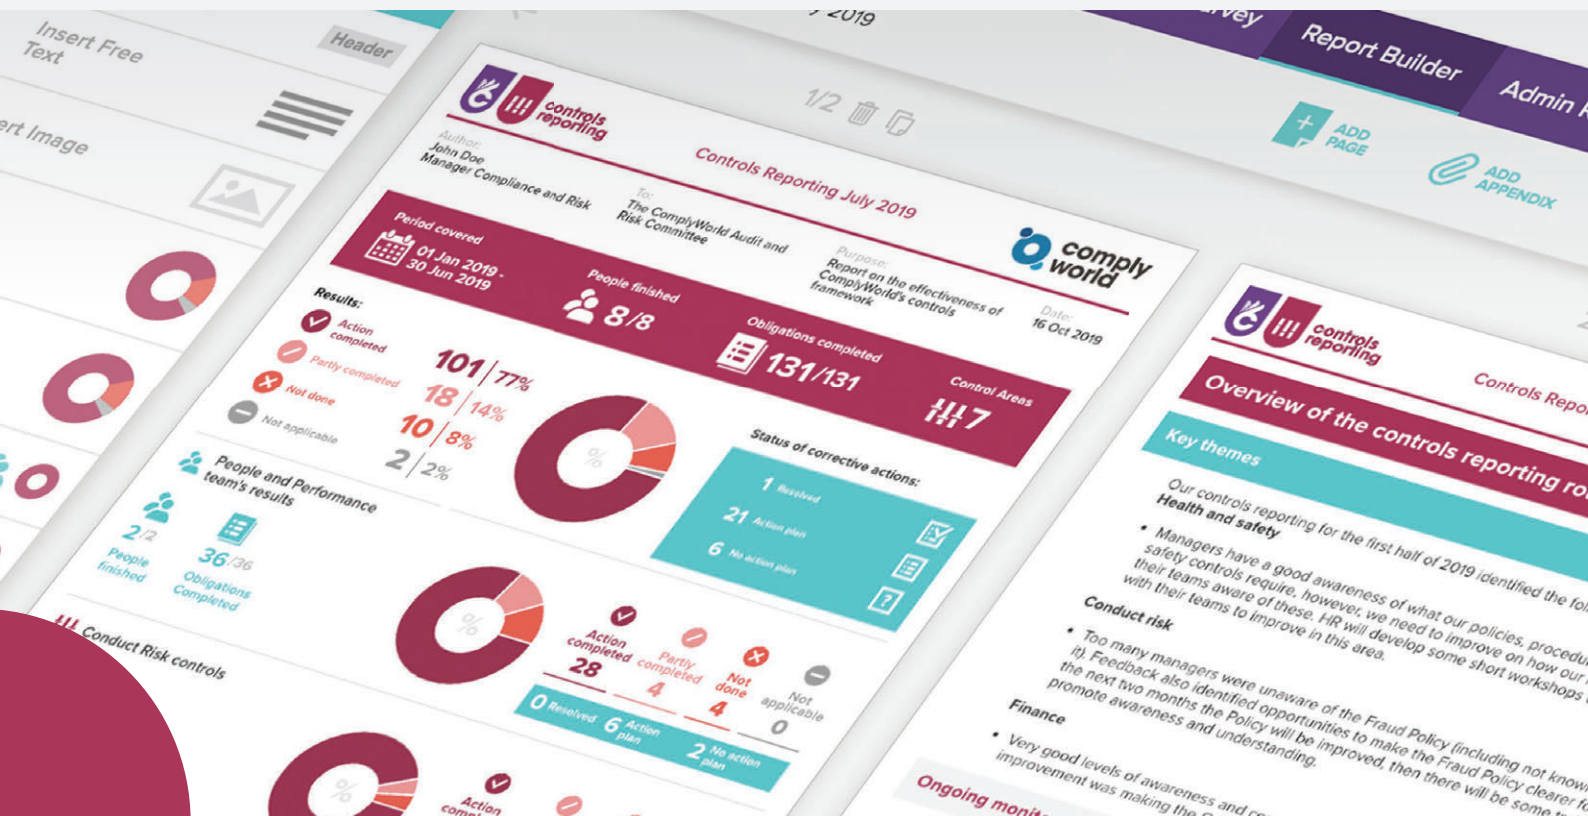 Insert Free
Text
Header
Image
2019
Report Builder
Admin
ADD
PAGE
ADD
APPENDIX
1/2
controls
reporting
Controls Reporting July 2019
comply
world
Author:
John Doe
Manager Compliance and Risk
To:
The ComplyWorld Audit and
Risk Committee
Purpose:
Report on the effectiveness of
ComplyWorld's controls
framework
Date:
16 Oct 2019
Period covered
01 Jan 2019 -
30 Jun 2019
People finished
8/8
Obligations completed
131/131
Control Areas
7
Results:
Action
completed
101 77%
Partly completed
18 14%
Not done
10 8%
Not applicable
2 2%
%
Status of corrective actions:
1 Resolved
21 Action plan
6 No action plan
?
People and Performance
team's results
2/2
People
finished
36/36
Obligations
Completed
%
Action
completed
28
Partly
completed
4
Not
done
4
Not
applicable
0
0 Resolved
6 Action
plan
2 No action
plan
Conduct Risk controls
%
Action
controls
reporting
Controls
Overview of the controls reporting
Key themes
Our controls reporting for the first half of 2019 identified the
Health and safety
• Managers have a good awareness of what our policies,
safety controls require, however, we need to improve on how our
their teams aware of these. HR will develop some short workshops
with their teams to improve in this area.
Conduct risk
• Too many managers were unaware of the Fraud Policy (including not
it). Feedback also identified opportunities to make the Fraud Policy clearer
the next two months the Policy will be improved, then there will be some
promote awareness and understanding.
Finance
• Very good levels of awareness and
improvement was making the
Ongoing